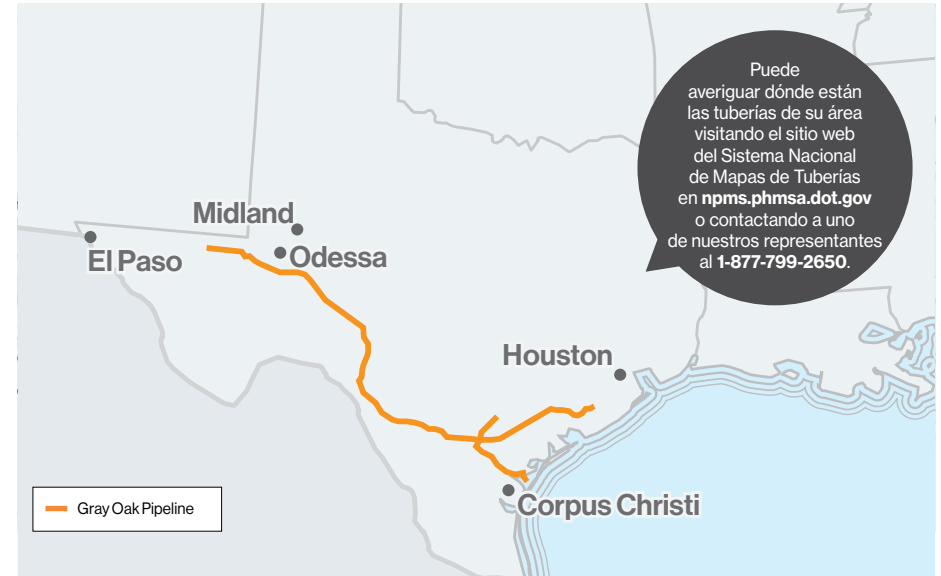 Puede
averiguar dónde están
las tuberías de su área
visitando el sitio web
del Sistema Nacional
de Mapas de Tuberías
en npms.phmsa.dot.gov
o contactando a uno
de nuestros representantes
al 1-877-799-2650.
Midland
El Paso
Odessa
Houston
Corpus Christi
Gray Oak Pipeline